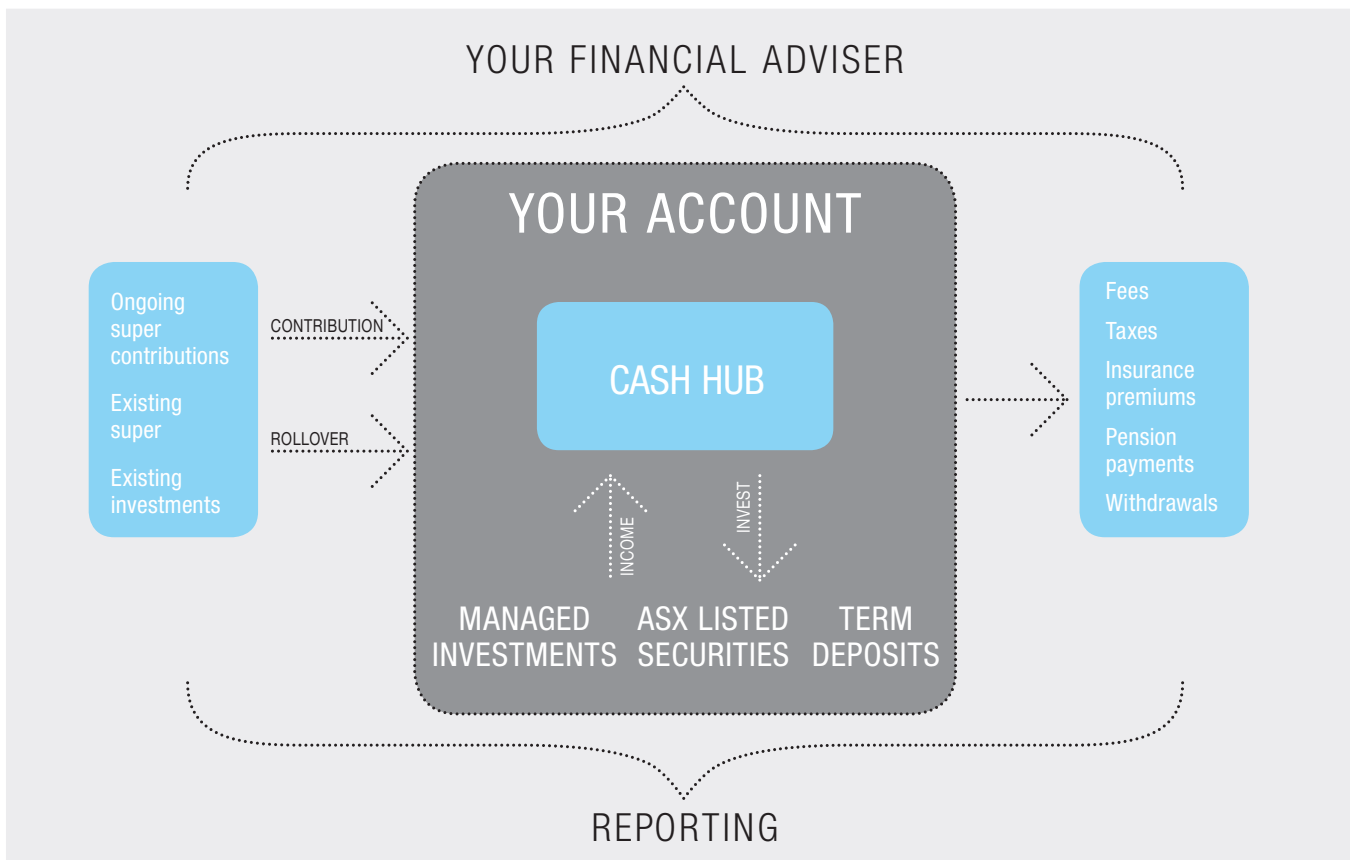 YOUR FINANCIAL ADVISER
YOUR ACCOUNT
Ongoing
super
contributions
Existing
super
Existing
investments
CONTRIBUTION
ROLLOVER
CASH HUB
INCOME
INVEST
MANAGED
INVESTMENTS
ASX LISTED
SECURITIES
TERM
DEPOSITS
Fees
Taxes
Insurance
premiums
Pension
payments
Withdrawals
REPORTING